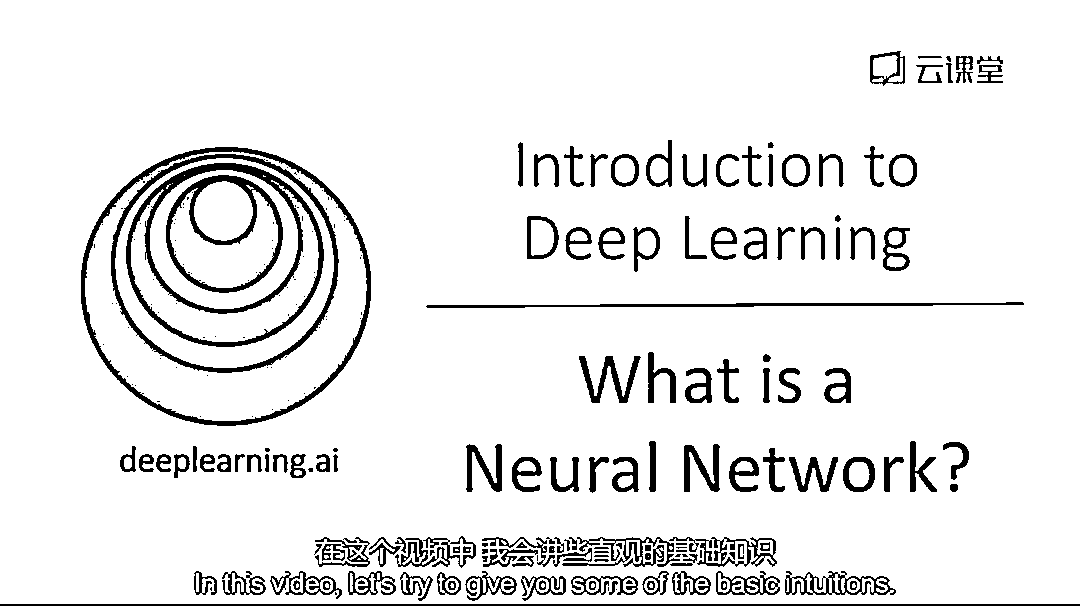 云课堂
Introduction to
Deep Learning
What is a
Neural Network?
deeplearning.ai
在这个视频中 我会讲些直观的基础知识
In this video, let's try to give you some of the basic intuitions.